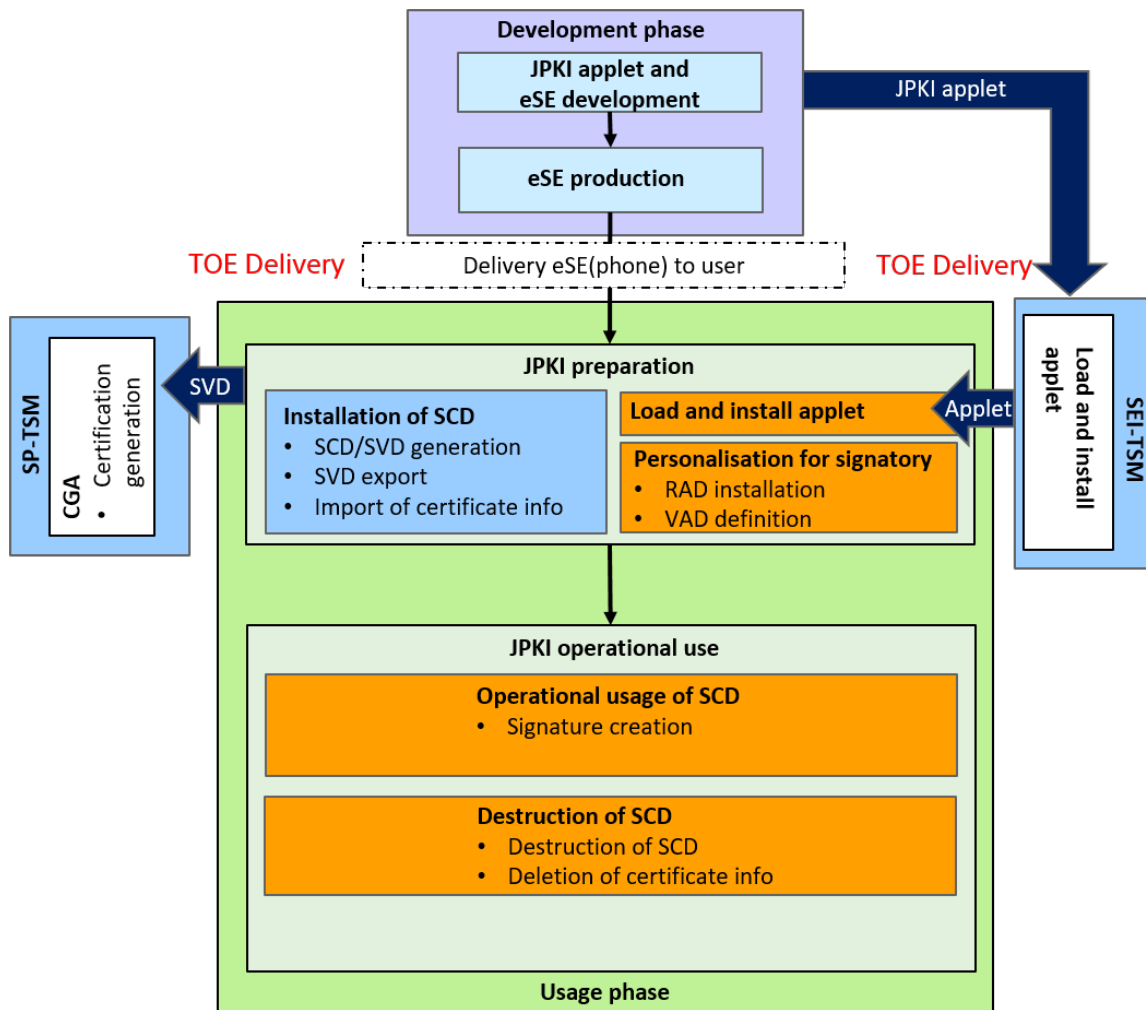 Development phase
JPKI applet and
eSE development
JPKI applet
eSE production
TOE Delivery
Delivery eSE(phone) to user
TOE Delivery
SP-TSM
CGA
• Certification
generation
SVD
JPKI preparation
Installation of SCD
• SCD/SVD generation
• SVD export
• Import of certificate info
Load and install applet
Personalisation for signatory
• RAD installation
• VAD definition
Applet
Load and install
applet
SEI-TSM
JPKI operational use
Operational usage of SCD
• Signature creation
Destruction of SCD
• Destruction of SCD
• Deletion of certificate info
Usage phase